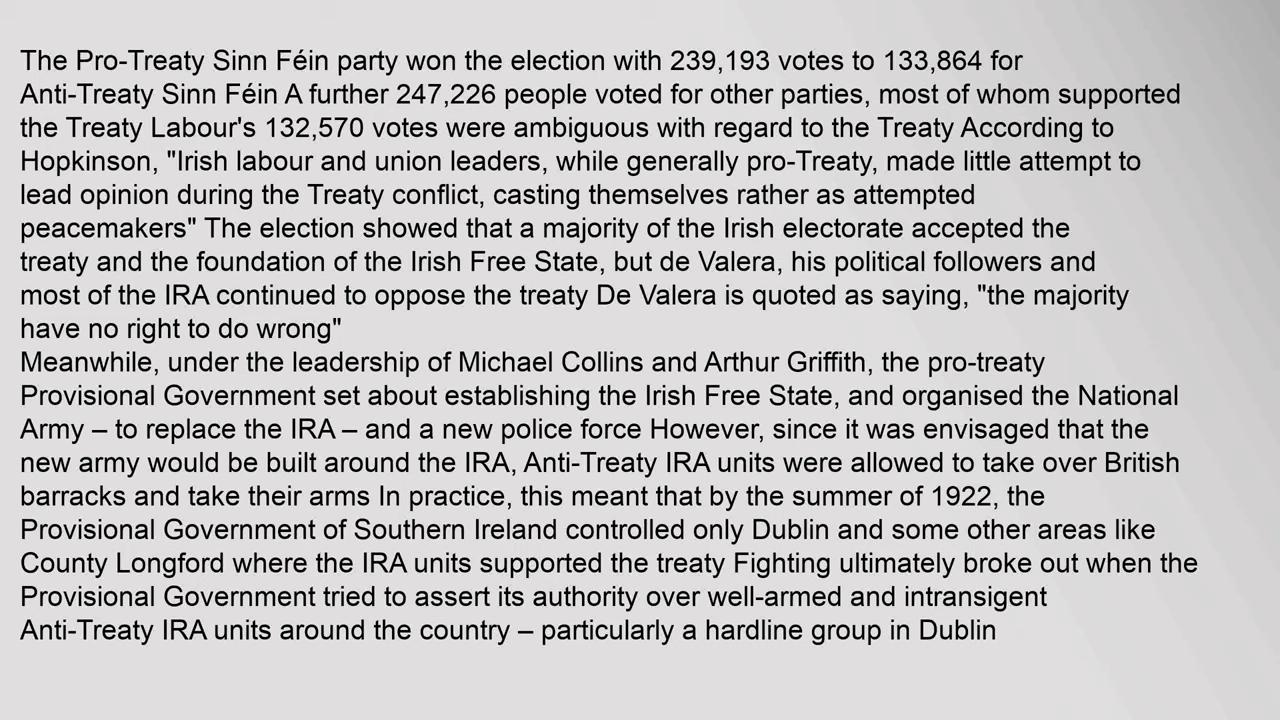 The Pro-Treaty Sinn Féin party won the election with 239,193 votes to 133,864 for
Anti-Treaty Sinn Féin A further 247,226 people voted for other parties, most of whom supported
the Treaty Labour's 132,570 votes were ambiguous with regard to the Treaty According to
Hopkinson, "Irish labour and union leaders, while generally pro-Treaty, made little attempt to
lead opinion during the Treaty conflict, casting themselves rather as attempted
peacemakers" The election showed that a majority of the Irish electorate accepted the
treaty and the foundation of the Irish Free State, but de Valera, his political followers and
most of the IRA continued to oppose the treaty De Valera is quoted as saying, "the majority
have no right to do wrong"
Meanwhile, under the leadership of Michael Collins and Arthur Griffith, the pro-treaty
Provisional Government set about establishing the Irish Free State, and organised the National
Army – to replace the IRA – and a new police force However, since it was envisaged that the
new army would be built around the IRA, Anti-Treaty IRA units were allowed to take over British
barracks and take their arms In practice, this meant that by the summer of 1922, the
Provisional Government of Southern Ireland controlled only Dublin and some other areas like
County Longford where the IRA units supported the treaty Fighting ultimately broke out when the
Provisional Government tried to assert its authority over well-armed and intransigent
Anti-Treaty IRA units around the country – particularly a hardline group in Dublin